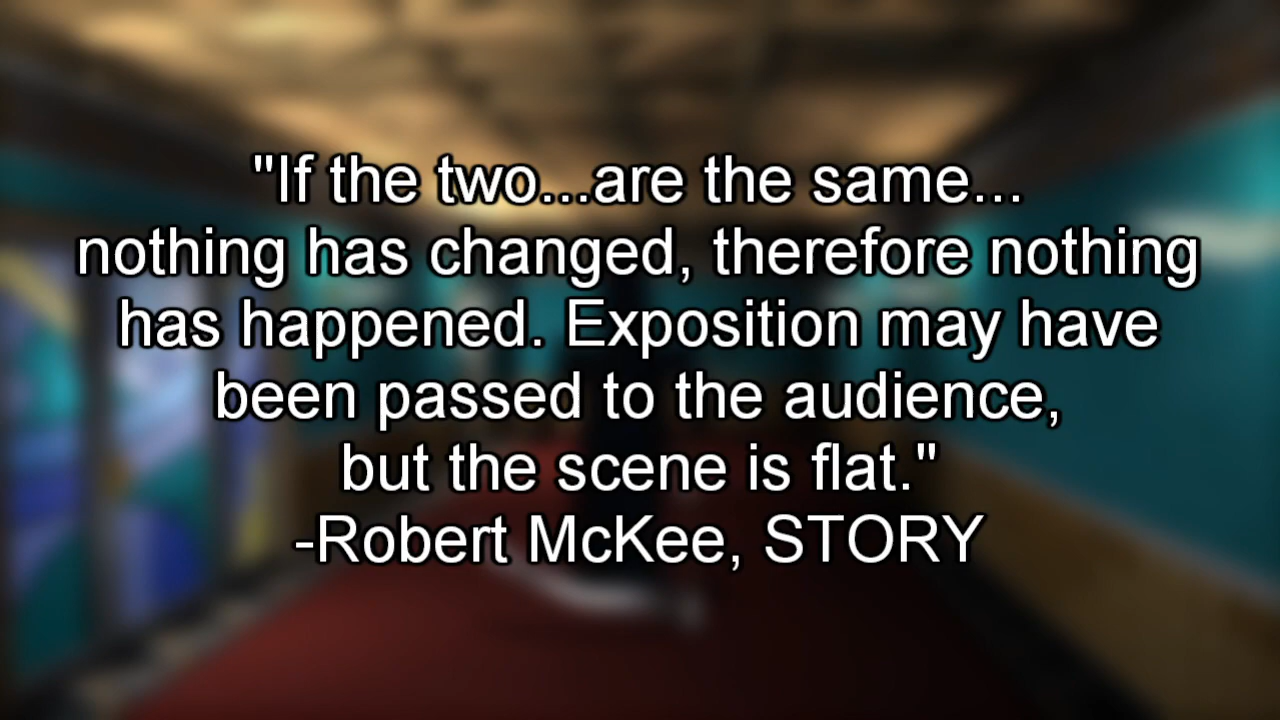 "If the two...are the same...
nothing has changed, therefore nothing
has happened. Exposition may have
been passed to the audience,
but the scene is flat."
-Robert McKee, STORY